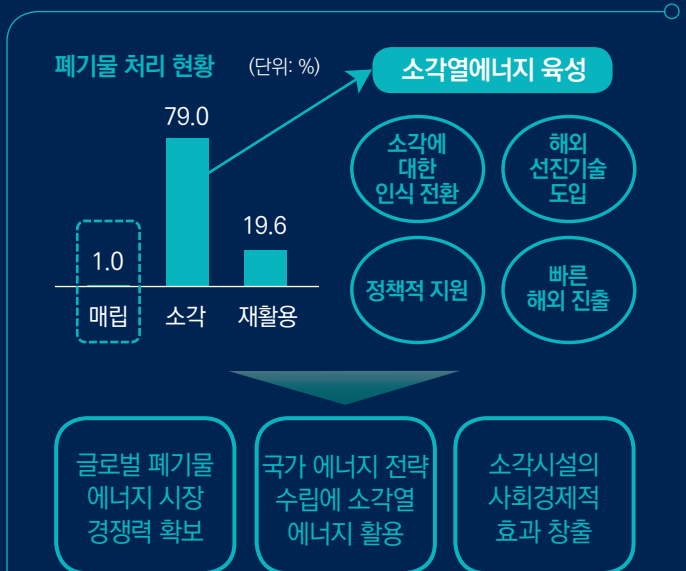 폐기물 처리 현황 (단위: %)
소각열에너지 육성
79.0
19.6
1.0
매립 소각 재활용
소각에
대한
인식 전환
해외
선진기술
도입
정책적 지원
빠른
해외 진출
글로벌 폐기물
에너지 시장
경쟁력 확보
국가 에너지 전략
수립에 소각열
에너지 활용
소각시설의
사회경제적
효과 창출